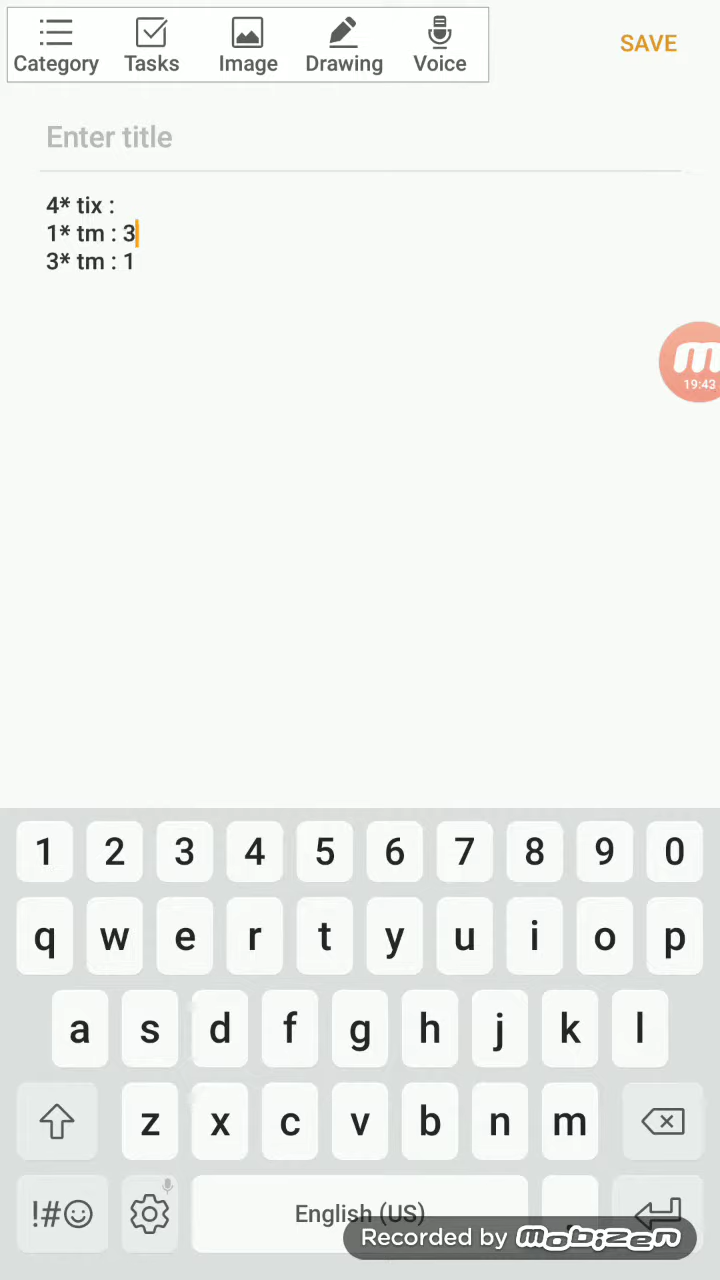 Category Tasks Image Drawing Voice
SAVE
Enter title
4* tix :
1* tm : 3
3* tm : 1
19:43
1 2 3 4 5 6 7 8 9 0
q w e r t y u i o p
a s d f g h j k l
z x c v b n m
!#☺ English (US)
Recorded by mobizen